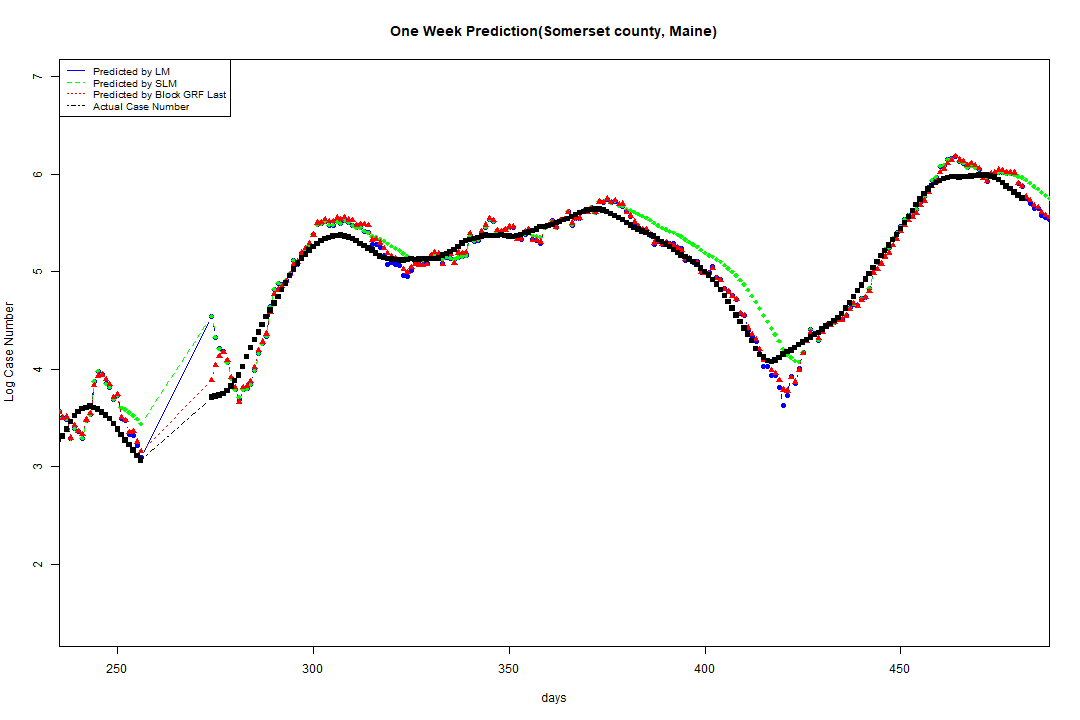 One Week Prediction(Somerset county, Maine)
Predicted by LM
Predicted by SLM
Predicted by Block GRF Last
Actual Case Number
7
6
5
4
3
2
Log Case Number
250 300 350 400 450
days